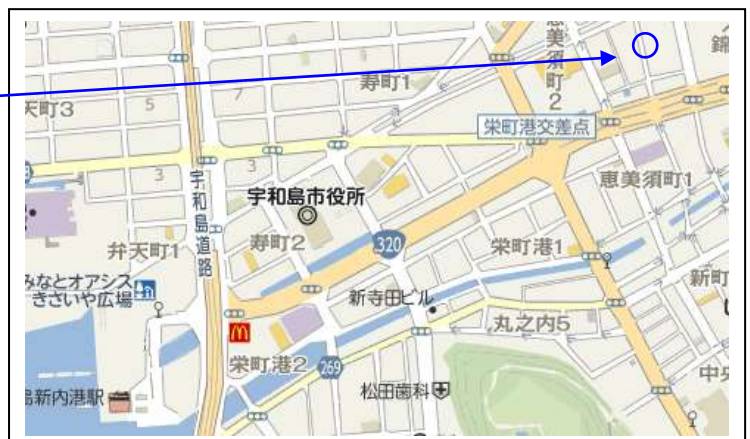 恵美須町2
錦
寿町1
天町3
5
7
栄町港交差点
3
3
宇和島道路
宇和島市役所
恵美須町1
弁天町1
寿町2
320
栄町港1
みなとオアシス
きさいや広場
新寺田ビル
新町
丸之内5
栄町港2
269
島新内港駅
松田歯科
中央